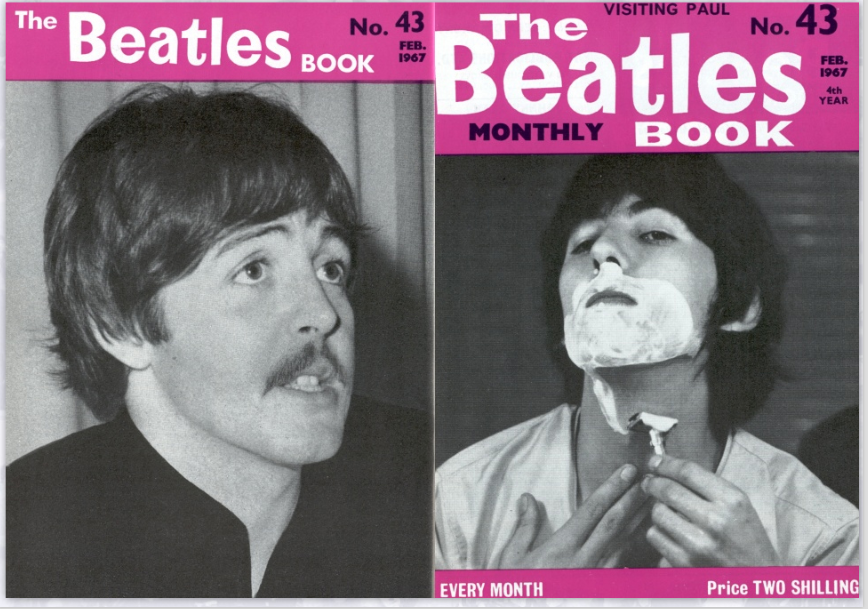 The Beatles BOOK
No. 43
FEB.
1967
VISITING PAUL
The
Beatles
MONTHLY BOOK
No. 43
FEB.
1967
4th
YEAR
EVERY MONTH
Price TWO SHILLING